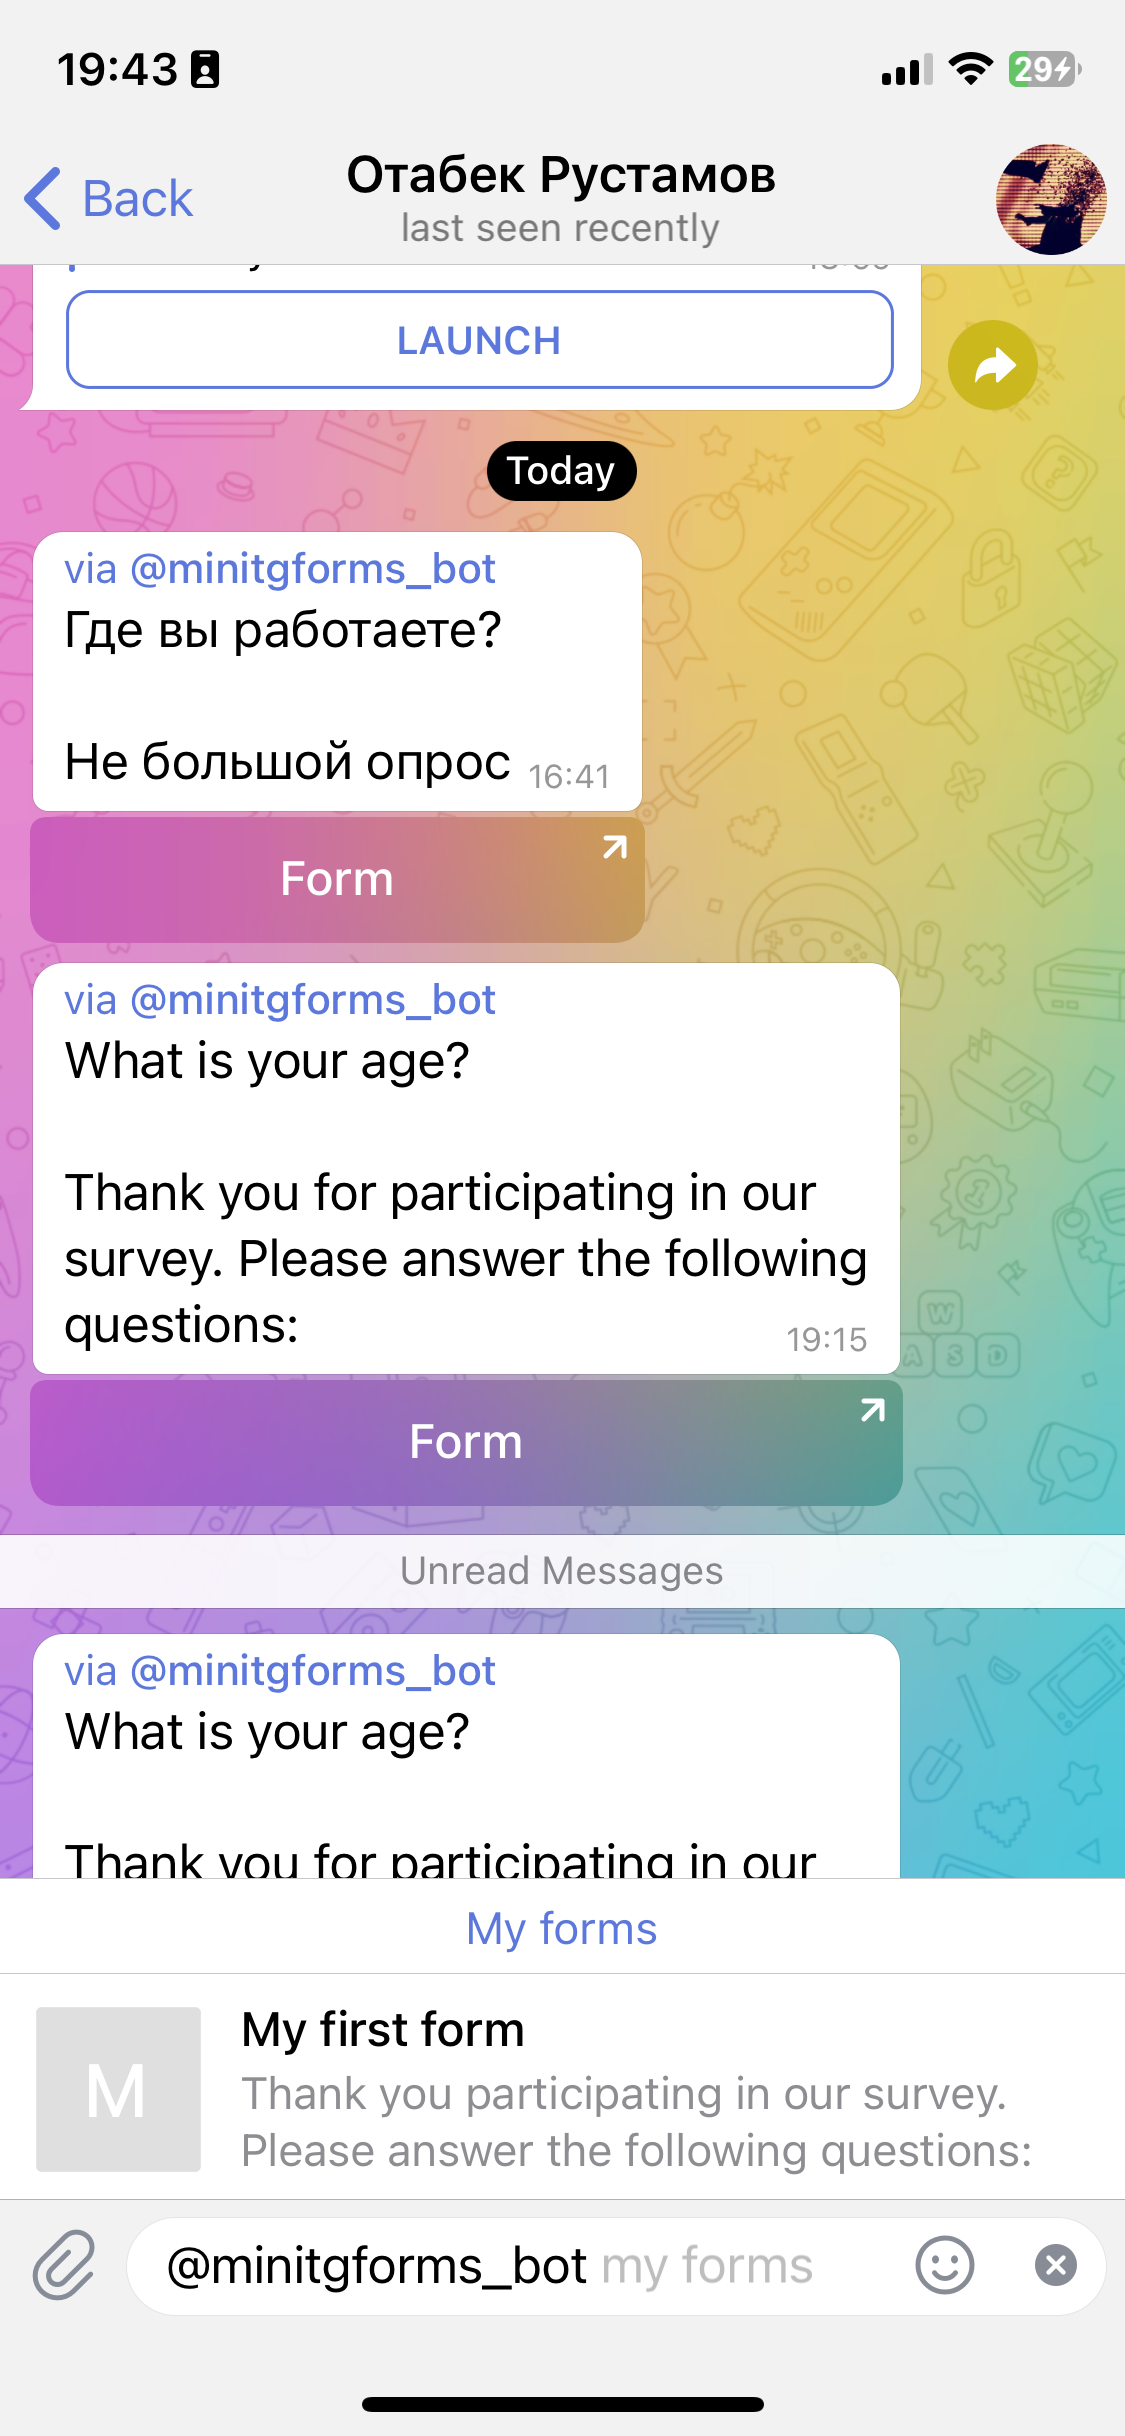 19:43
29
Back
Отабек Рустамов
last seen recently
LAUNCH
Today
via @minitgforms_bot
Где вы работаете?
Не большой опрос 16:41
Form
via @minitgforms_bot
What is your age?
Thank you for participating in our
survey. Please answer the following
questions: 19:15
Form
Unread Messages
via @minitgforms_bot
What is your age?
Thank you for participating in our
My forms
M
My first form
Thank you participating in our survey.
Please answer the following questions:
@minitgforms_bot my forms